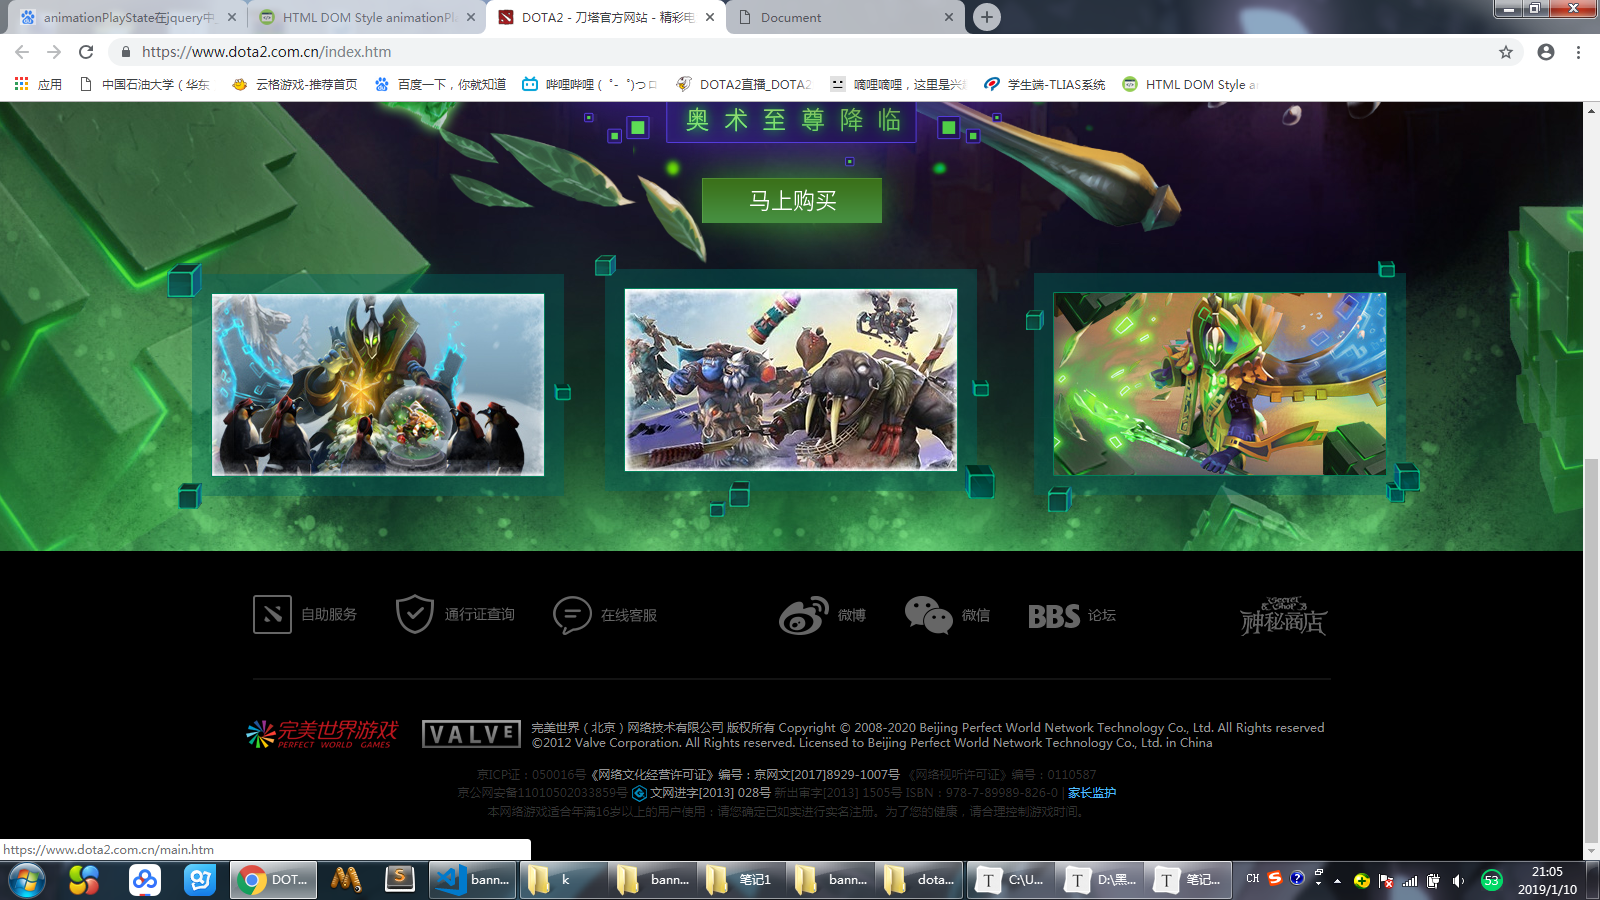 animationPlayState在jquery中
HTML DOM Style animationPla
DOTA2 - 刀塔官方网站 - 精彩电
Document
https://www.dota2.com.cn/index.htm
应用
中国石油大学（华东
云格游戏-推荐首页
百度一下，你就知道
哔哩哔哩 ( ゜- ゜)つロ
DOTA2直播_DOTA2
嘀哩嘀哩，这里是兴
学生端-TLIAS系统
HTML DOM Style a
奥术至尊降临
马上购买
自助服务
通行证查询
在线客服
微博
微信
BBS 论坛
Secret Shop
神秘商店
完美世界游戏
PERFECT WORLD GAMES
VALVE
完美世界（北京）网络技术有限公司 版权所有 Copyright © 2008-2020 Beijing Perfect World Network Technology Co., Ltd. All Rights reserved
©2012 Valve Corporation. All Rights reserved. Licensed to Beijing Perfect World Network Technology Co., Ltd. in China
京ICP证：050016号《网络文化经营许可证》编号：京网文[2017]8929-1007号 《网络视听许可证》编号：0110587
京公网安备11010502033859号 文网进字[2013] 028号 新出审字[2013] 1505号 ISBN：978-7-89989-826-0 | 家长监护
本网络游戏适合年满16岁以上的用户使用：请您确定已如实进行实名注册。为了您的健康，请合理控制游戏时间。
https://www.dota2.com.cn/main.htm
DOT...
bann...
k
bann...
笔记1
bann...
dota...
C:\U...
D:\黑...
笔记...
CH
53
21:05
2019/1/10